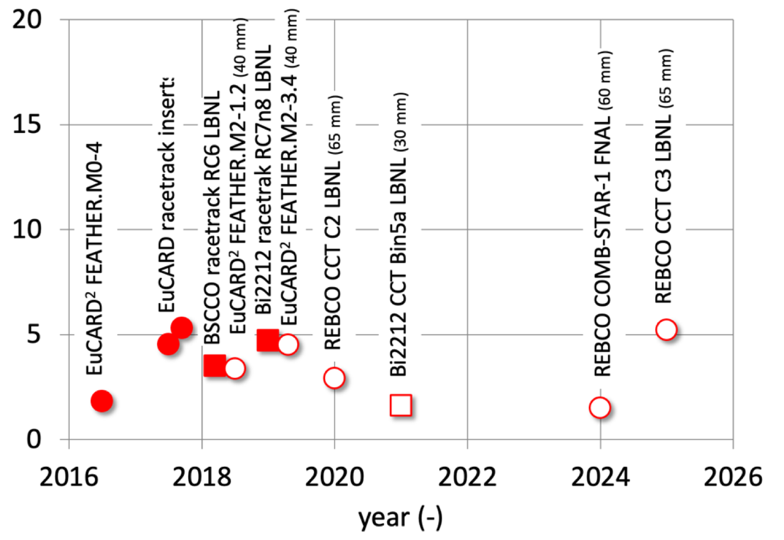 20
15
10
5
0
EuCARD² FEATHER.M0-4
EuCARD racetrack inserts
BSCCO racetrack RC6 LBNL
EuCARD² FEATHER.M2-1.2 (40 mm)
Bi2212 racetrak RC7n8 LBNL
EuCARD² FEATHER.M2-3.4 (40 mm)
REBCO CCT C2 LBNL (65 mm)
Bi2212 CCT Bin5a LBNL (30 mm)
REBCO COMB-STAR-1 FNAL (60 mm)
REBCO CCT C3 LBNL (65 mm)
2016 2018 2020 2022 2024 2026
year (-)